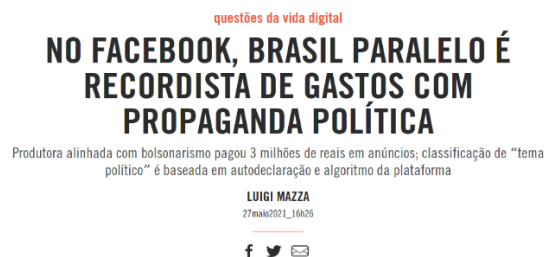 questões da vida digital
NO FACEBOOK, BRASIL PARALELO É
RECORDISTA DE GASTOS COM
PROPAGANDA POLÍTICA
Produtora alinhada com bolsonarismo pagou 3 milhões de reais em anúncios; classificação de “tema
político” é baseada em autodeclaração e algoritmo da plataforma
LUIGI MAZZA
27maio2021_16h26